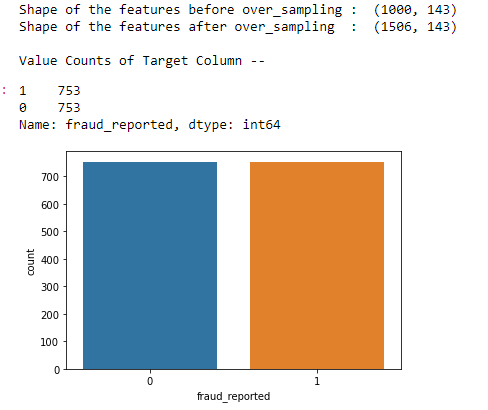 Shape of the features before over_sampling :  (1000, 143)
Shape of the features after over_sampling  :  (1506, 143)
Value Counts of Target Column --
: 1    753
0    753
Name: fraud_reported, dtype: int64
700
600
500
400
300
200
100
0
count
0 1
fraud_reported